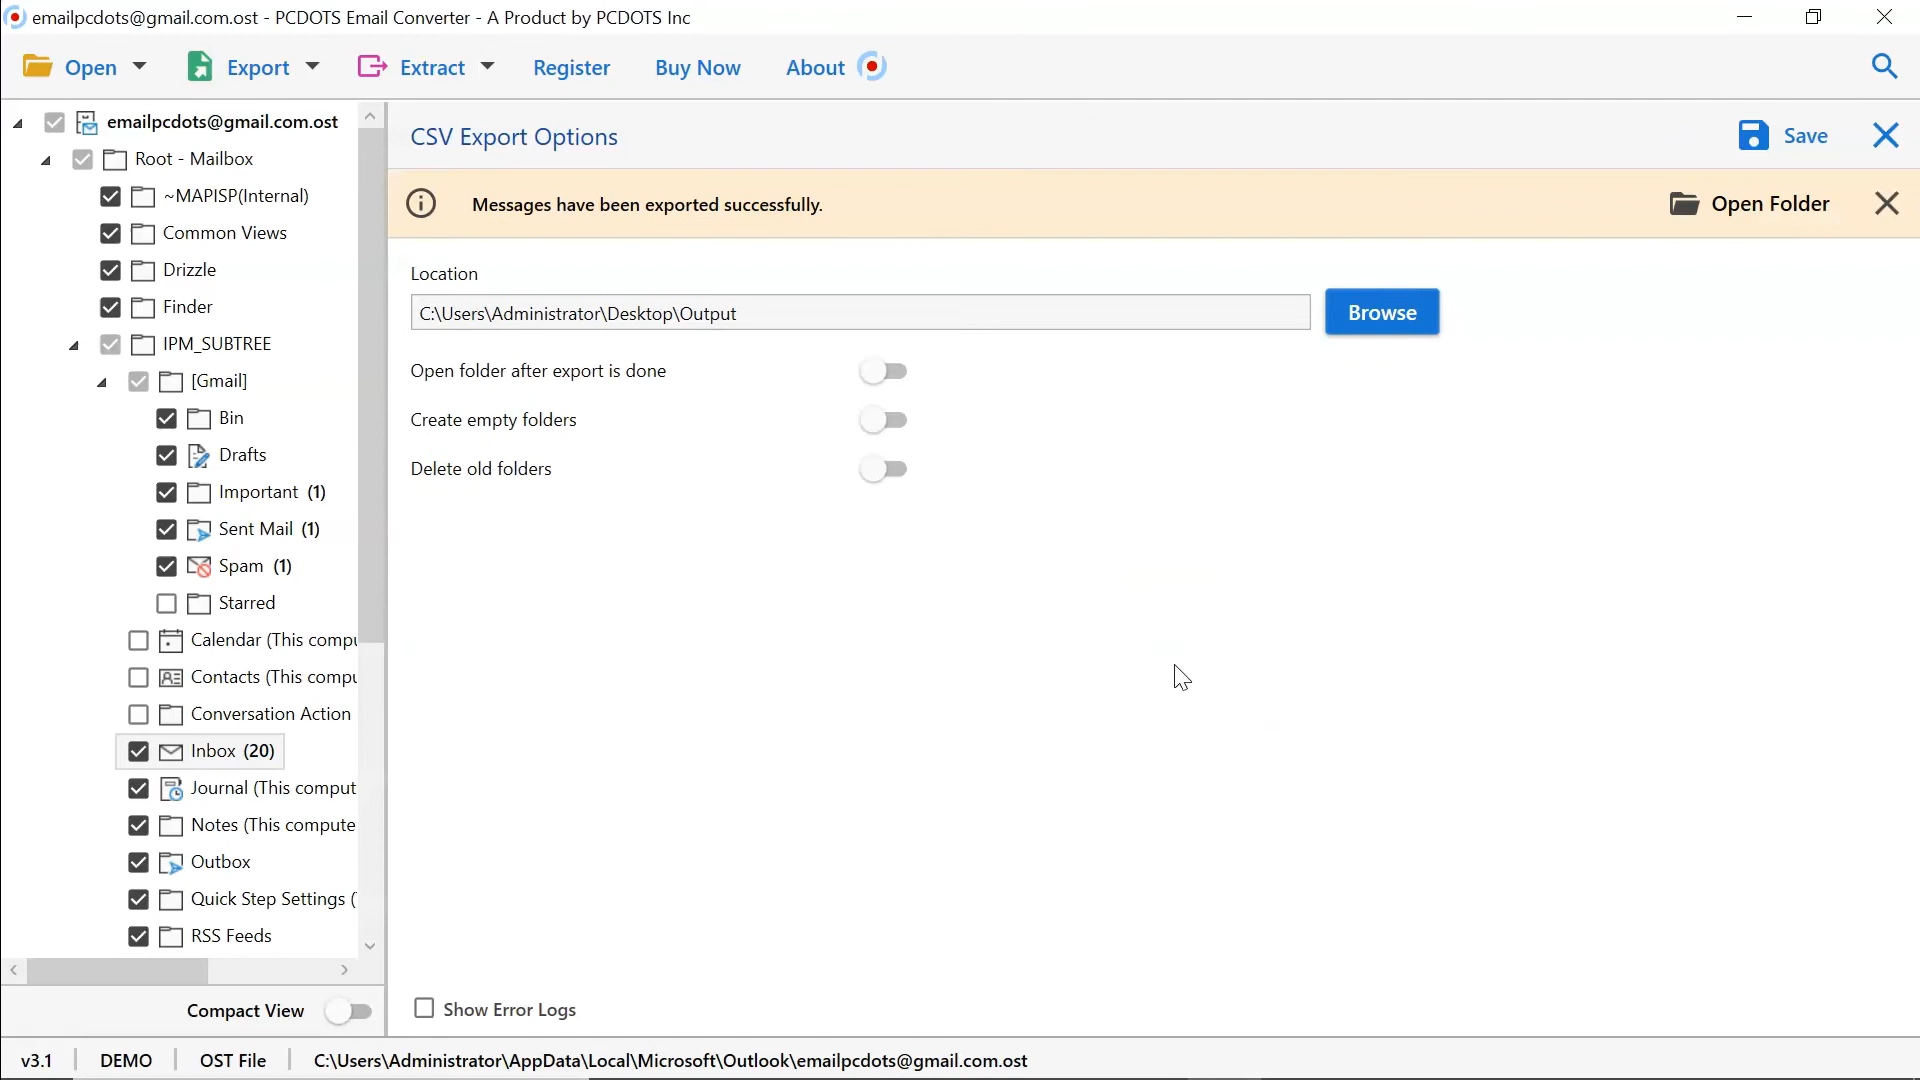 emailpcdots@gmail.com.ost - PCDOTS Email Converter - A Product by PCDOTS Inc
Open Export Extract Register Buy Now About
emailpcdots@gmail.com.ost
Root - Mailbox
~MAPISP(Internal)
Common Views
Drizzle
Finder
IPM_SUBTREE
[Gmail]
Bin
Drafts
Important (1)
Sent Mail (1)
Spam (1)
Starred
Calendar (This compu
Contacts (This compu
Conversation Action
Inbox (20)
Journal (This comput
Notes (This compute
Outbox
Quick Step Settings (
RSS Feeds
Compact View
CSV Export Options
Save
Messages have been exported successfully.
Open Folder
Location
C:\Users\Administrator\Desktop\Output
Browse
Open folder after export is done
Create empty folders
Delete old folders
Show Error Logs
v3.1 DEMO OST File C:\Users\Administrator\AppData\Local\Microsoft\Outlook\emailpcdots@gmail.com.ost